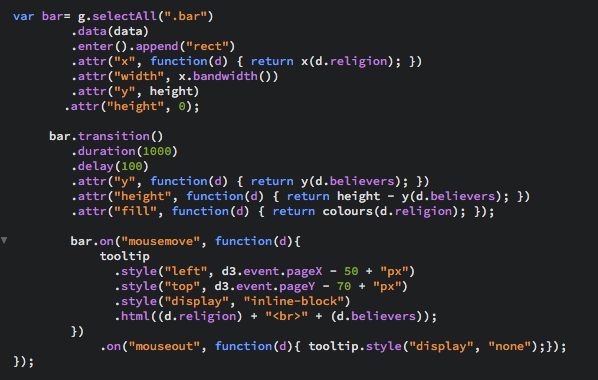 var bar= g.selectAll(".bar")
.data(data)
.enter().append("rect")
.attr("x", function(d) { return x(d.religion); })
.attr("width", x.bandwidth())
.attr("y", height)
.attr("height", 0);
bar.transition()
.duration(1000)
.delay(100)
.attr("y", function(d) { return y(d.believers); })
.attr("height", function(d) { return height - y(d.believers); })
.attr("fill", function(d) { return colours(d.religion); });
bar.on("mousemove", function(d){
tooltip
.style("left", d3.event.pageX - 50 + "px")
.style("top", d3.event.pageY - 70 + "px")
.style("display", "inline-block")
.html((d.religion) + "<br>" + (d.believers));
})
.on("mouseout", function(d){ tooltip.style("display", "none");});
});